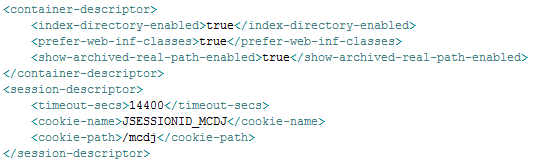 <container-descriptor>
    <index-directory-enabled>true</index-directory-enabled>
    <prefer-web-inf-classes>true</prefer-web-inf-classes>
    <show-archived-real-path-enabled>true</show-archived-real-path-enabled>
</container-descriptor>
<session-descriptor>
    <timeout-secs>14400</timeout-secs>
    <cookie-name>JSESSIONID_MCDJ</cookie-name>
    <cookie-path>/mcdj</cookie-path>
</session-descriptor>